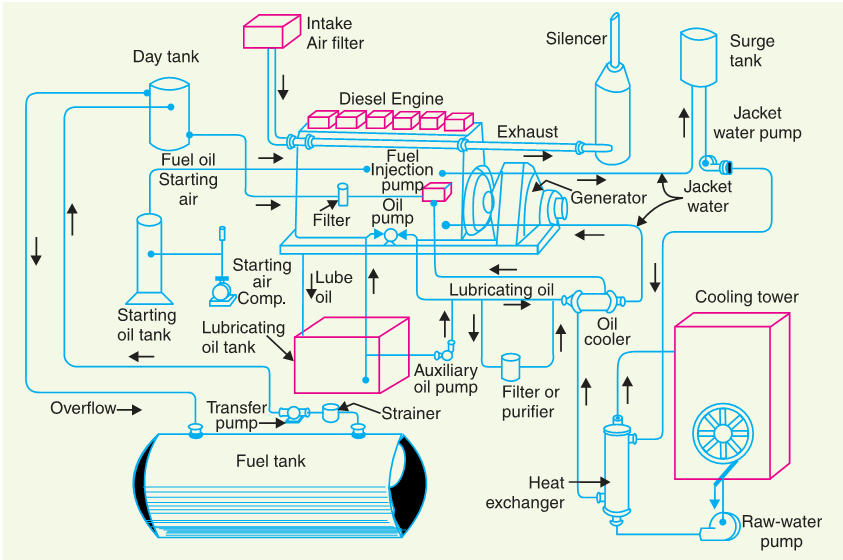 Intake
Air filter
Silencer
Surge
tank
Day tank
Diesel Engine
Exhaust
Jacket
water pump
Fuel oil
Starting
air
Fuel
Injection
pump
Generator
Jacket
water
Filter
Oil
pump
Starting
air
Comp.
Lube
oil
Lubricating oil
Cooling tower
Starting
oil tank
Lubricating
oil tank
Oil
cooler
Auxiliary
oil pump
Filter or
purifier
Overflow
Transfer
pump
Strainer
Fuel tank
Heat
exchanger
Raw-water
pump